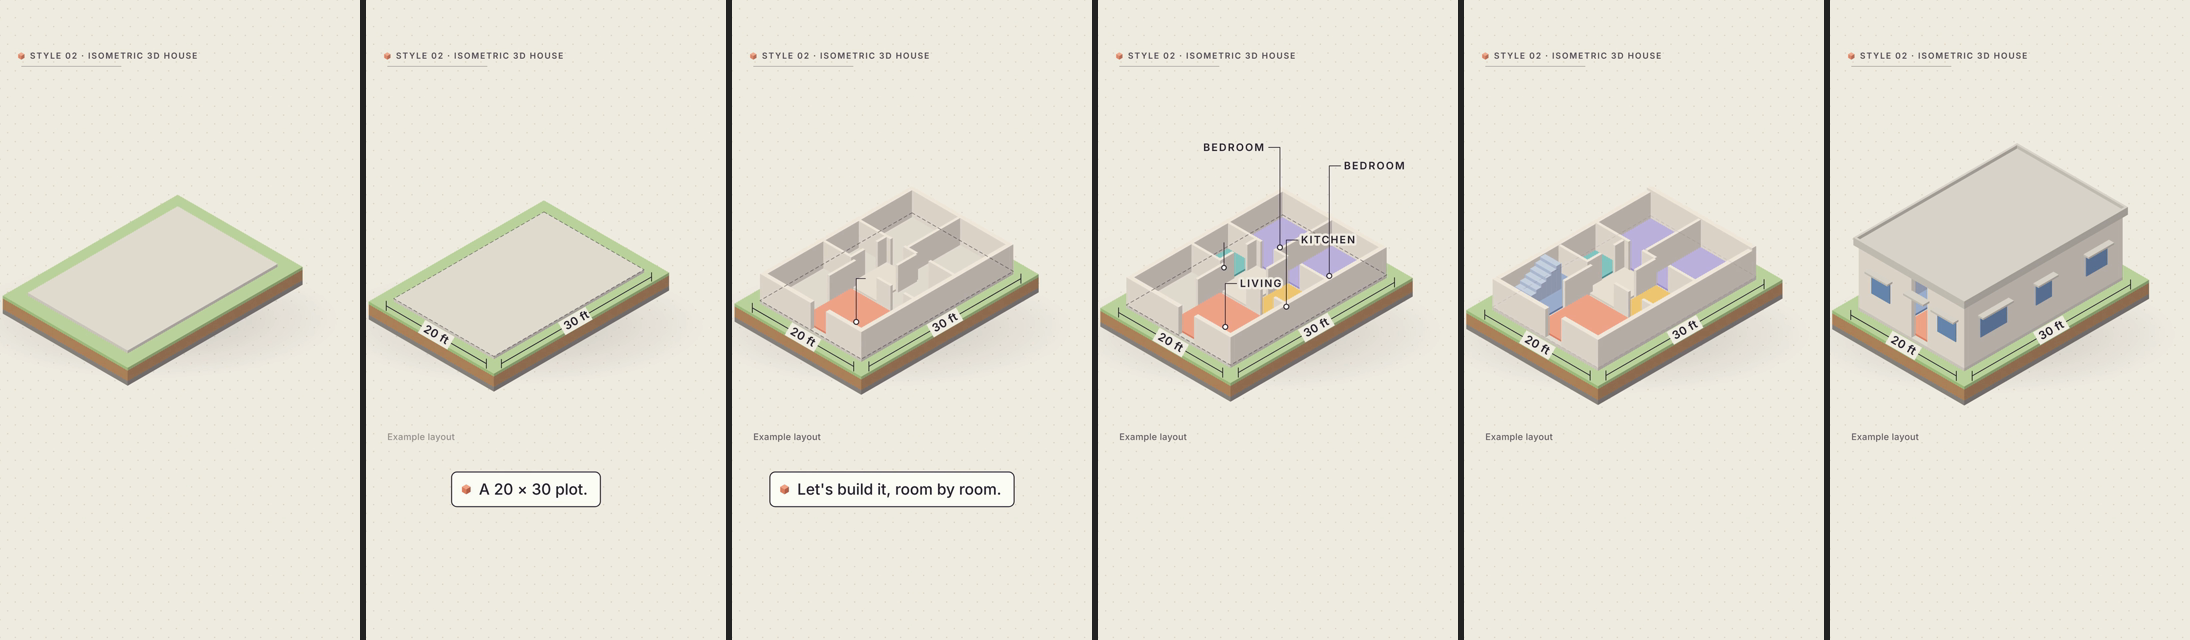 STYLE 02 · ISOMETRIC 3D HOUSE
STYLE 02 · ISOMETRIC 3D HOUSE
20 ft
30 ft
Example layout
A 20 × 30 plot.
STYLE 02 · ISOMETRIC 3D HOUSE
20 ft
30 ft
Example layout
Let's build it, room by room.
STYLE 02 · ISOMETRIC 3D HOUSE
BEDROOM
BEDROOM
KITCHEN
LIVING
20 ft
30 ft
Example layout
STYLE 02 · ISOMETRIC 3D HOUSE
20 ft
30 ft
Example layout
STYLE 02 · ISOMETRIC 3D HOUSE
20 ft
30 ft
Example layout